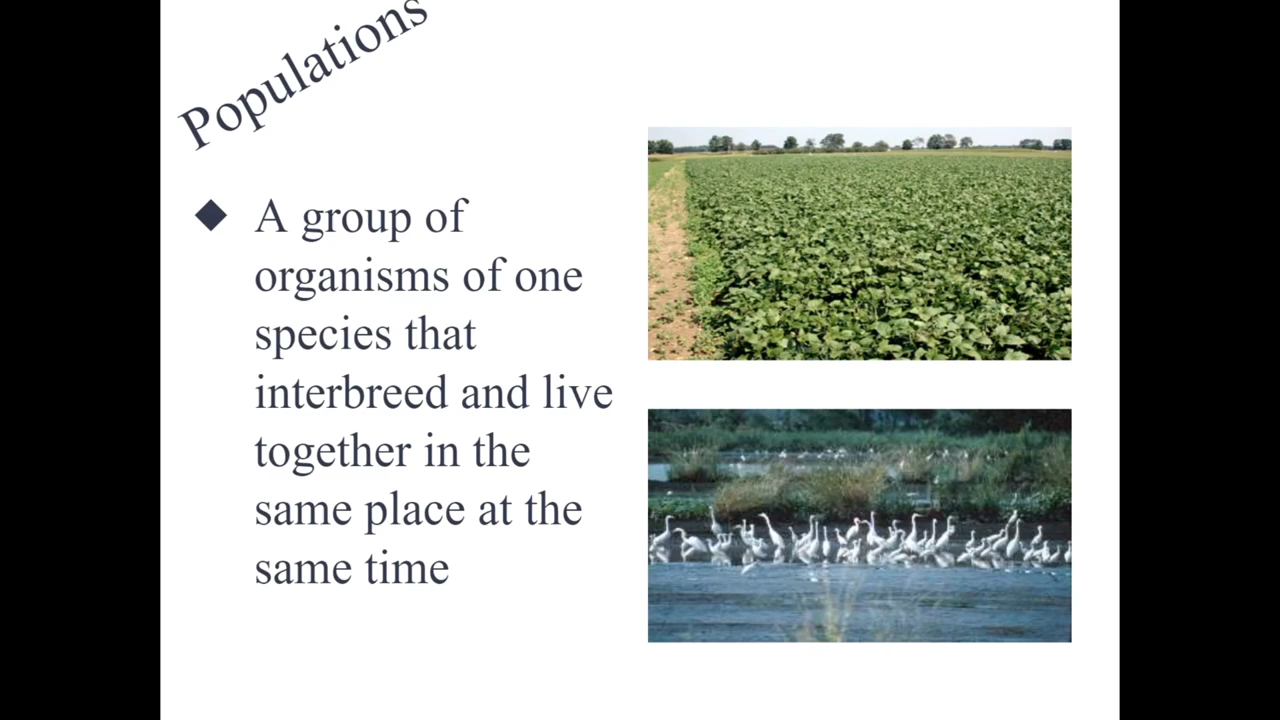 Populations
A group of
organisms of one
species that
interbreed and live
together in the
same place at the
same time